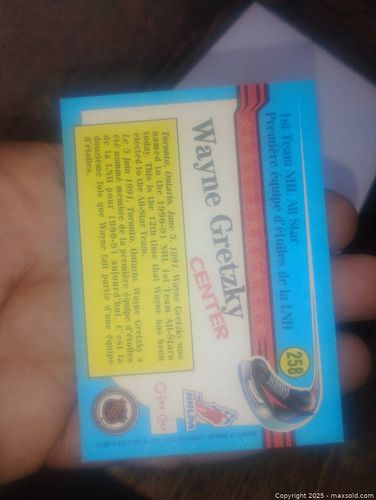 1st Team NHL All Star
Première équipe d'étoiles de la LNH
258
Wayne Gretzky
CENTER
Toronto, Ontario, June 5, 1991. Wayne Gretzky was
named to the 1990-91 NHL 1st Team All-Stars
today. This is the 12th time that Wayne has been
elected to the All-Star Team.
Le 5 juin 1991, Toronto, Ontario. Wayne Gretzky a
été nommé membre de la première équipe d'étoiles
de la LNH pour 1990-91 aujourd'hui. C'est la
douzième fois que Wayne fait partie d'une équipe
d'étoiles.
NHLPA
O-Pee-Chee
Copyright 2025 - maxsold.com